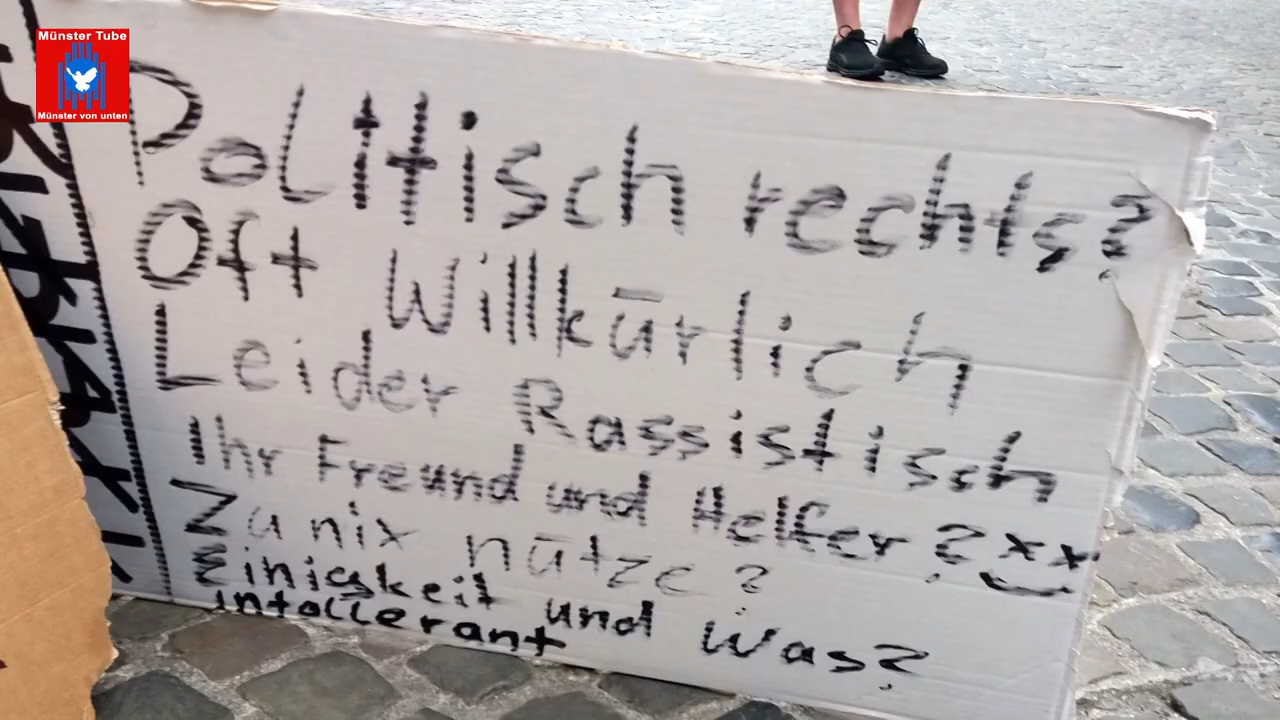 Münster Tube
Münster von unten
Politisch rechts?
Oft Willkürlich
Leider Rassistisch
Ihr Freund und Helfer? xx
Zu nix nütze?
Einigkeit und Was?
intollerant